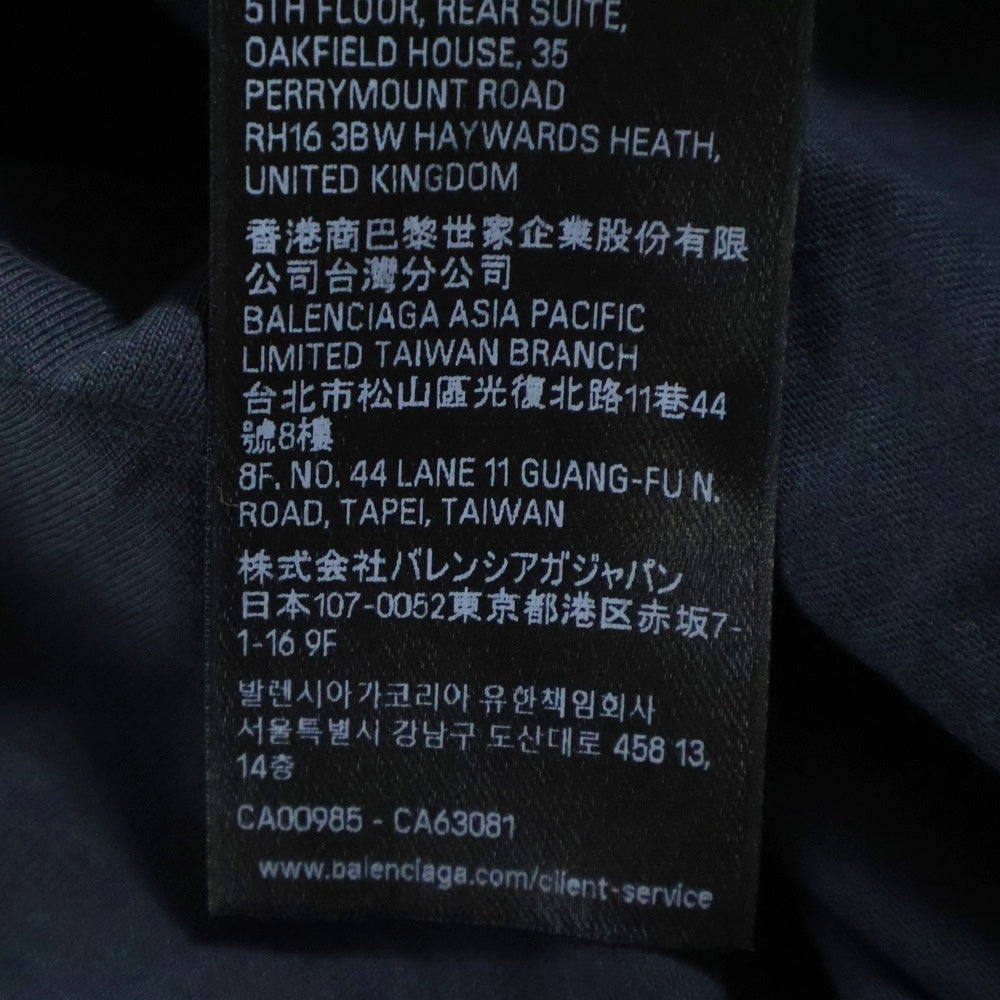 5TH FLOOR, REAR SUITE,
OAKFIELD HOUSE, 35
PERRYMOUNT ROAD
RH16 3BW HAYWARDS HEATH,
UNITED KINGDOM
香港商巴黎世家企業股份有限
公司台灣分公司
BALENCIAGA ASIA PACIFIC
LIMITED TAIWAN BRANCH
台北市松山區光復北路11巷44
號8樓
8F. NO. 44 LANE 11 GUANG-FU N.
ROAD, TAPEI, TAIWAN
株式会社バレンシアガジャパン
日本107-0052東京都港区赤坂7-
1-16 9F
발렌시아가코리아 유한책임회사
서울특별시 강남구 도산대로 458 13,
14층
CA00985 - CA63081
www.balenciaga.com/client-service